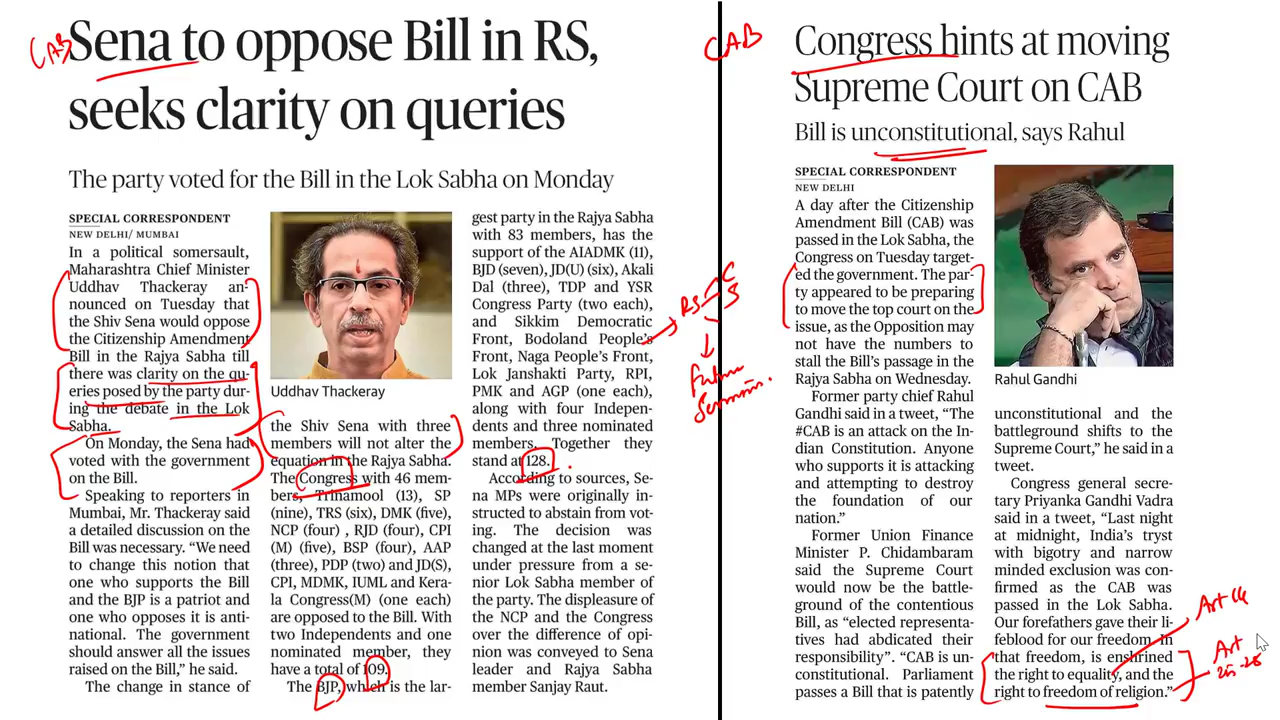 CAB
Sena to oppose Bill in RS,
seeks clarity on queries
The party voted for the Bill in the Lok Sabha on Monday
SPECIAL CORRESPONDENT
NEW DELHI/ MUMBAI
In a political somersault,
Maharashtra Chief Minister
Uddhav Thackeray an-
nounced on Tuesday that
the Shiv Sena would oppose
the Citizenship Amendment
Bill in the Rajya Sabha till
there was clarity on the qu-
eries posed by the party dur-
ing the debate in the Lok
Sabha.
On Monday, the Sena had
voted with the government
on the Bill.
Speaking to reporters in
Mumbai, Mr. Thackeray said
a detailed discussion on the
Bill was necessary. “We need
to change this notion that
one who supports the Bill
and the BJP is a patriot and
one who opposes it is anti-
national. The government
should answer all the issues
raised on the Bill,” he said.
The change in stance of
Uddhav Thackeray
the Shiv Sena with three
members will not alter the
equation in the Rajya Sabha.
The Congress with 46 mem-
bers, Trinamool (13), SP
(nine), TRS (six), DMK (five),
NCP (four) , RJD (four), CPI
(M) (five), BSP (four), AAP
(three), PDP (two) and JD(S),
CPI, MDMK, IUML and Kera-
la Congress(M) (one each)
are opposed to the Bill. With
two Independents and one
nominated member, they
have a total of 109.
The BJP, which is the lar-
gest party in the Rajya Sabha
with 83 members, has the
support of the AIADMK (11),
BJD (seven), JD(U) (six), Akali
Dal (three), TDP and YSR
Congress Party (two each),
and Sikkim Democratic
Front, Bodoland People’s
Front, Naga People’s Front,
Lok Janshakti Party, RPI,
PMK and AGP (one each),
along with four Indepen-
dents and three nominated
members. Together they
stand at 128.
According to sources, Se-
na MPs were originally in-
structed to abstain from vot-
ing. The decision was
changed at the last moment
under pressure from a se-
nior Lok Sabha member of
the party. The displeasure of
the NCP and the Congress
over the difference of opi-
nion was conveyed to Sena
leader and Rajya Sabha
member Sanjay Raut.
RS
C
S
CAB
Congress hints at moving
Supreme Court on CAB
Bill is unconstitutional, says Rahul
SPECIAL CORRESPONDENT
NEW DELHI
A day after the Citizenship
Amendment Bill (CAB) was
passed in the Lok Sabha, the
Congress on Tuesday target-
ed the government. The par-
ty appeared to be preparing
to move the top court on the
issue, as the Opposition may
not have the numbers to
stall the Bill’s passage in the
Rajya Sabha on Wednesday.
Former party chief Rahul
Gandhi said in a tweet, “The
#CAB is an attack on the In-
dian Constitution. Anyone
who supports it is attacking
and attempting to destroy
the foundation of our
nation.”
Former Union Finance
Minister P. Chidambaram
said the Supreme Court
would now be the battle-
ground of the contentious
Bill, as “elected representa-
tives had abdicated their
responsibility”. “CAB is un-
constitutional. Parliament
passes a Bill that is patently
Rahul Gandhi
unconstitutional and the
battleground shifts to the
Supreme Court,” he said in a
tweet.
Congress general secre-
tary Priyanka Gandhi Vadra
said in a tweet, “Last night
at midnight, India’s tryst
with bigotry and narrow
minded exclusion was con-
firmed as the CAB was
passed in the Lok Sabha.
Our forefathers gave their li-
feblood for our freedom. In
that freedom, is enshrined
the right to equality, and the
right to freedom of religion.”
Art 14
Art
25-28